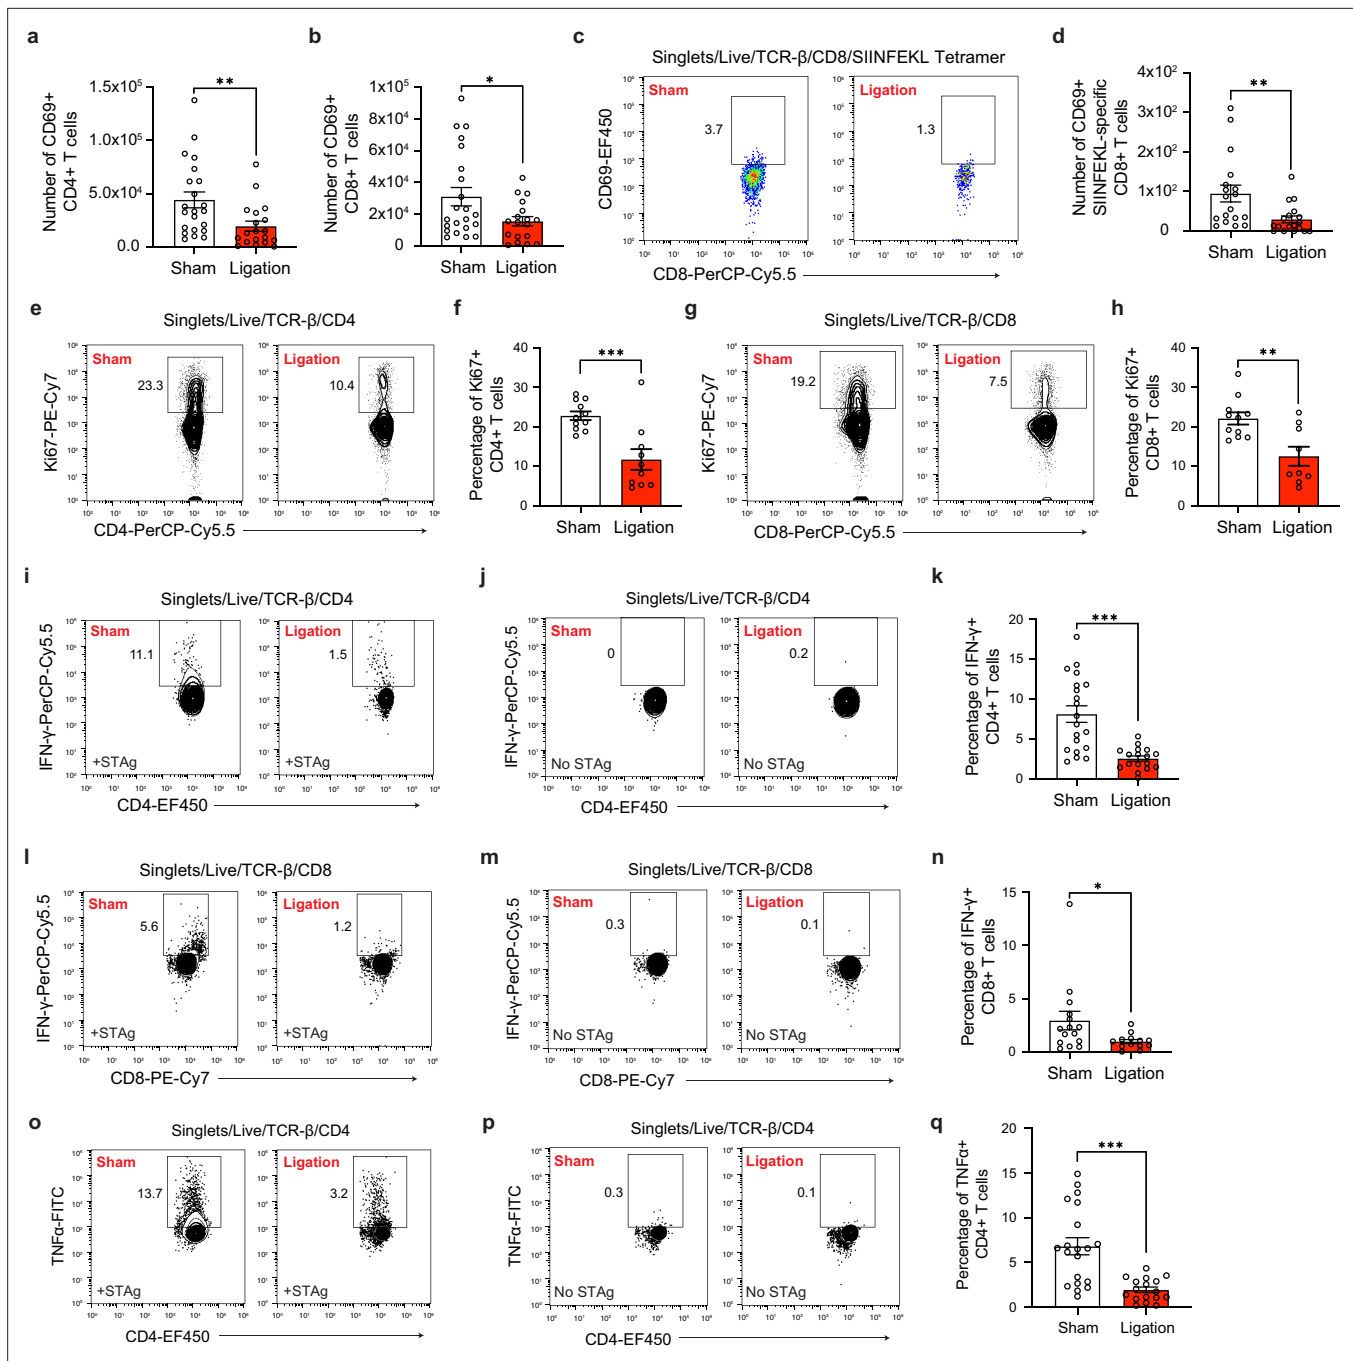 a
Number of CD69+
CD4+ T cells
1.5x10⁵
1.0x10⁵
5.0x10⁴
0.0
**
Sham
Ligation
b
Number of CD69+
CD8+ T cells
1x10⁵
8x10⁴
6x10⁴
4x10⁴
2x10⁴
0
*
Sham
Ligation
c
Singlets/Live/TCR-β/CD8/SIINFEKL Tetramer
Sham
3.7
Ligation
1.3
CD69-EF450
CD8-PerCP-Cy5.5
d
Number of CD69+
SIINFEKL-specific
CD8+ T cells
4x10²
3x10²
2x10²
1x10²
0
**
Sham
Ligation
e
Singlets/Live/TCR-β/CD4
Sham
23.3
Ligation
10.4
Ki67-PE-Cy7
CD4-PerCP-Cy5.5
f
Percentage of Ki67+
CD4+ T cells
40
30
20
10
0
***
Sham
Ligation
g
Singlets/Live/TCR-β/CD8
Sham
19.2
Ligation
7.5
Ki67-PE-Cy7
CD8-PerCP-Cy5.5
h
Percentage of Ki67+
CD8+ T cells
40
30
20
10
0
**
Sham
Ligation
i
Singlets/Live/TCR-β/CD4
Sham
11.1
+STAg
Ligation
1.5
+STAg
IFN-γ-PerCP-Cy5.5
CD4-EF450
j
Singlets/Live/TCR-β/CD4
Sham
0
No STAg
Ligation
0.2
No STAg
IFN-γ-PerCP-Cy5.5
CD4-EF450
k
Percentage of IFN-γ+
CD4+ T cells
20
15
10
5
0
***
Sham
Ligation
l
Singlets/Live/TCR-β/CD8
Sham
5.6
+STAg
Ligation
1.2
+STAg
IFN-γ-PerCP-Cy5.5
CD8-PE-Cy7
m
Singlets/Live/TCR-β/CD8
Sham
0.3
No STAg
Ligation
0.1
No STAg
IFN-γ-PerCP-Cy5.5
CD8-PE-Cy7
n
Percentage of IFN-γ+
CD8+ T cells
15
10
5
0
*
Sham
Ligation
o
Singlets/Live/TCR-β/CD4
Sham
13.7
+STAg
Ligation
3.2
+STAg
TNFα-FITC
CD4-EF450
p
Singlets/Live/TCR-β/CD4
Sham
0.3
No STAg
Ligation
0.1
No STAg
TNFα-FITC
CD4-EF450
q
Percentage of TNFα+
CD4+ T cells
20
15
10
5
0
***
Sham
Ligation